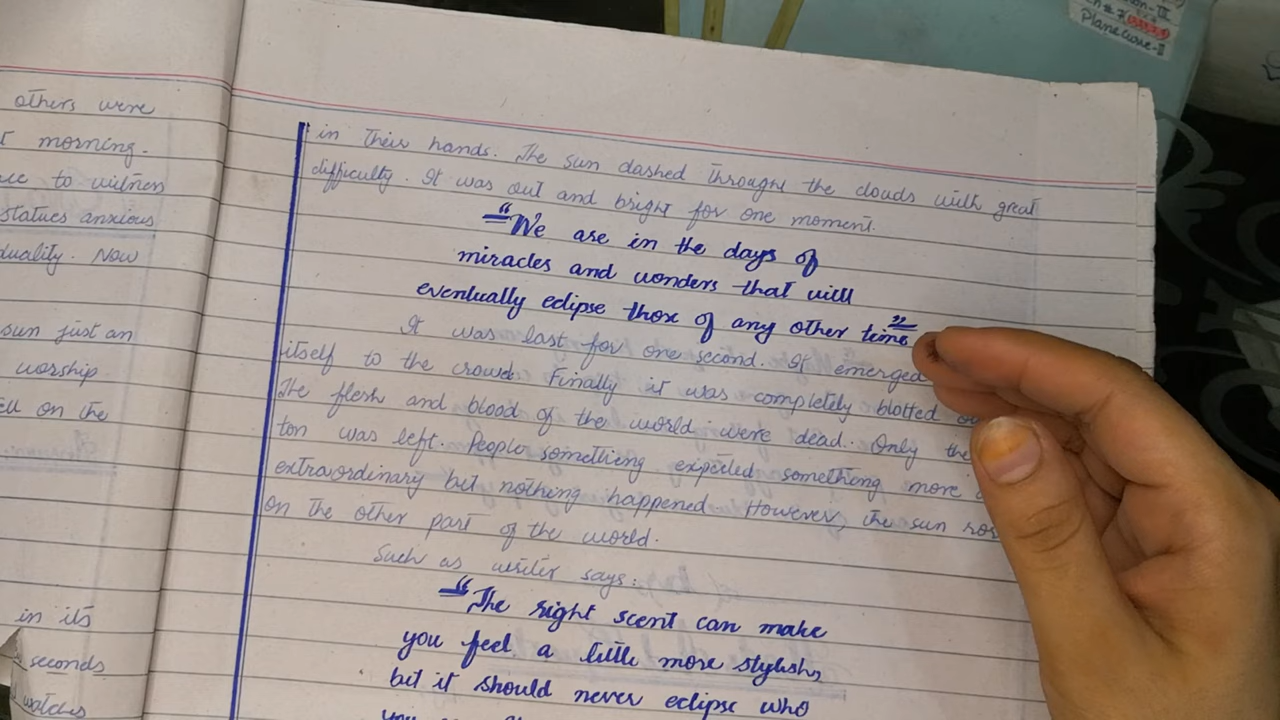 others were
morning.
to witness
statues anxious
duality. Now
sun just an
worship
on the
in its
seconds
watches
in their hands. The sun dashed throught the clouds with great
difficulty. It was out and bright for one moment.
"We are in the days of
miracles and wonders that will
eventually eclipse those of any other time"
It was last for one second. It emerged
itself to the crowd. Finally it was completely blotted
The flesh and blood of the world were dead. Only the
ton was left. People something expected something more
extraordinary but nothing happened. However, the sun
on the other part of the world.
Such as writer says:
"The right scent can make
you feel a little more stylish,
but it should never eclipse who
you